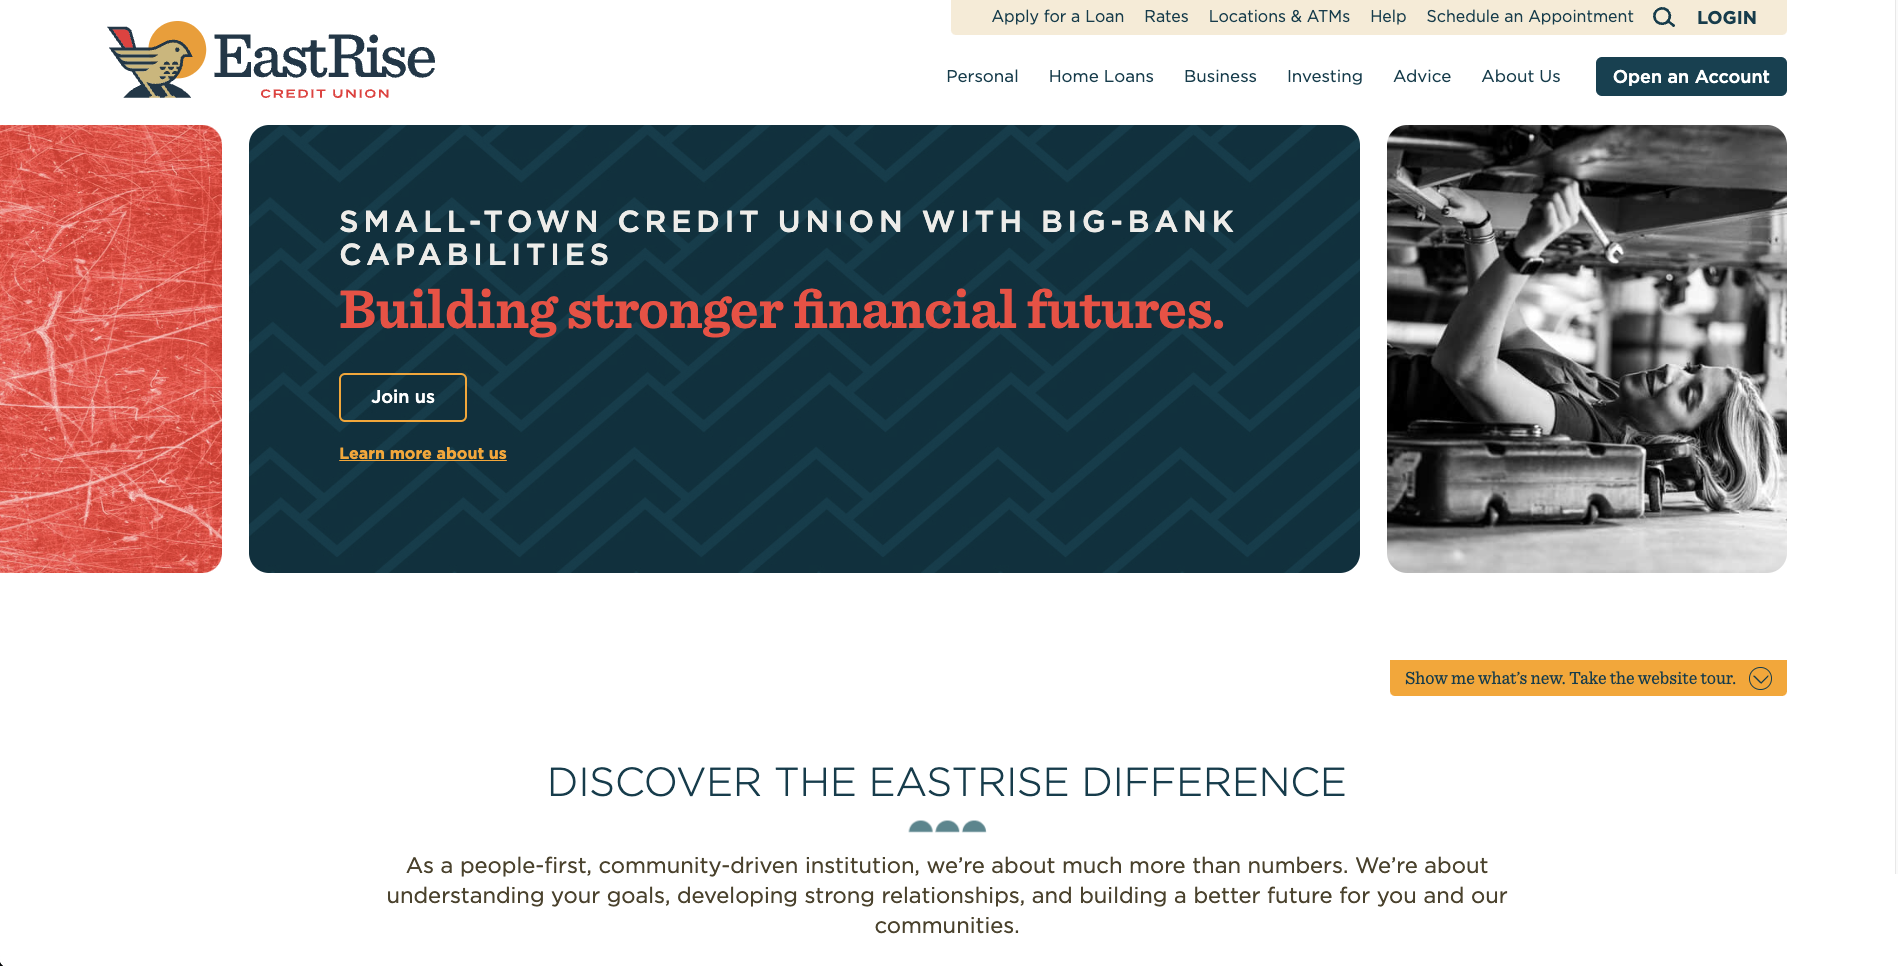 Apply for a Loan Rates Locations & ATMs Help Schedule an Appointment LOGIN
EastRise
CREDIT UNION
Personal Home Loans Business Investing Advice About Us Open an Account
SMALL-TOWN CREDIT UNION WITH BIG-BANK
CAPABILITIES
Building stronger financial futures.
Join us
Learn more about us
Show me what’s new. Take the website tour.
DISCOVER THE EASTRISE DIFFERENCE
As a people-first, community-driven institution, we’re about much more than numbers. We’re about
understanding your goals, developing strong relationships, and building a better future for you and our
communities.